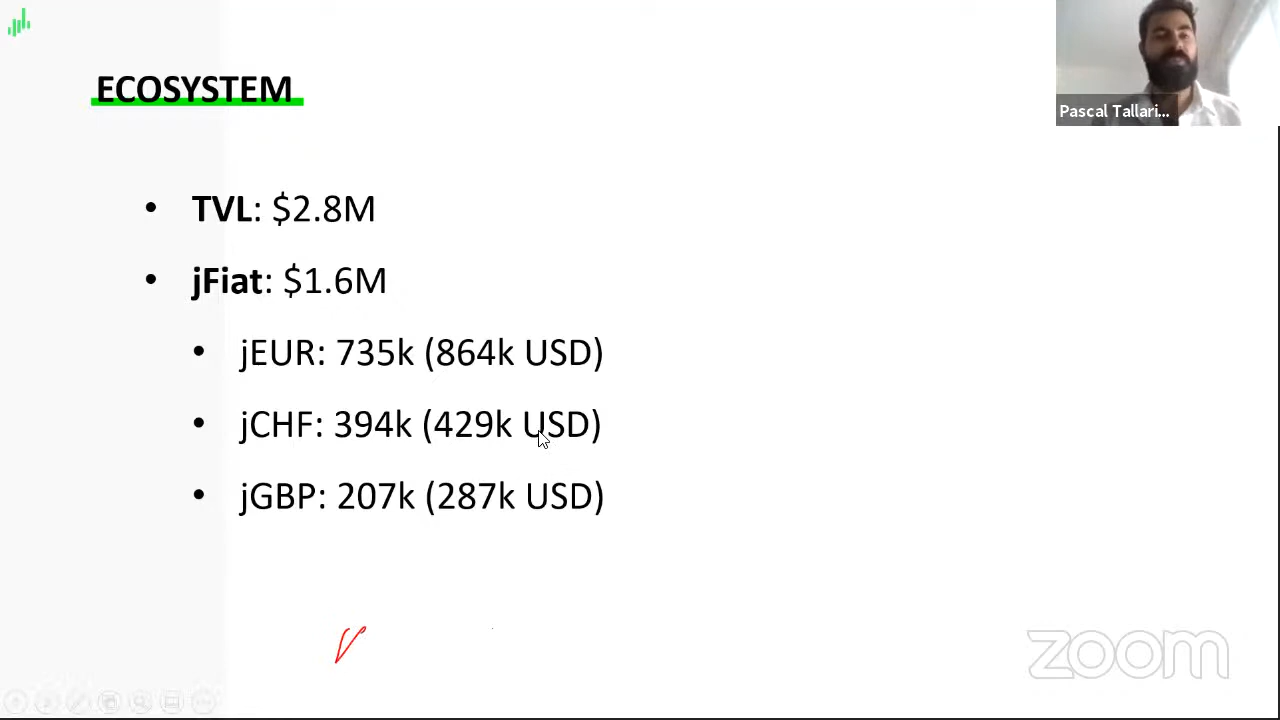 ECOSYSTEM
Pascal Tallari...
• TVL: $2.8M
• jFiat: $1.6M
• jEUR: 735k (864k USD)
• jCHF: 394k (429k USD)
• jGBP: 207k (287k USD)
zoom